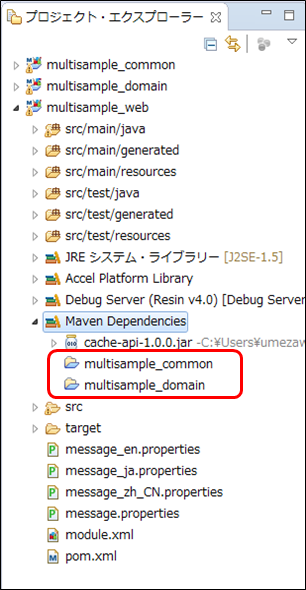 プロジェクト・エクスプローラー
multisample_common
multisample_domain
multisample_web
src/main/java
src/main/generated
src/main/resources
src/test/java
src/test/generated
src/test/resources
JRE システム・ライブラリー [J2SE-1.5]
Accel Platform Library
Debug Server (Resin v4.0) [Debug Server
Maven Dependencies
cache-api-1.0.0.jar -C:¥Users¥umezaw
multisample_common
multisample_domain
src
target
message_en.properties
message_ja.properties
message_zh_CN.properties
message.properties
module.xml
pom.xml